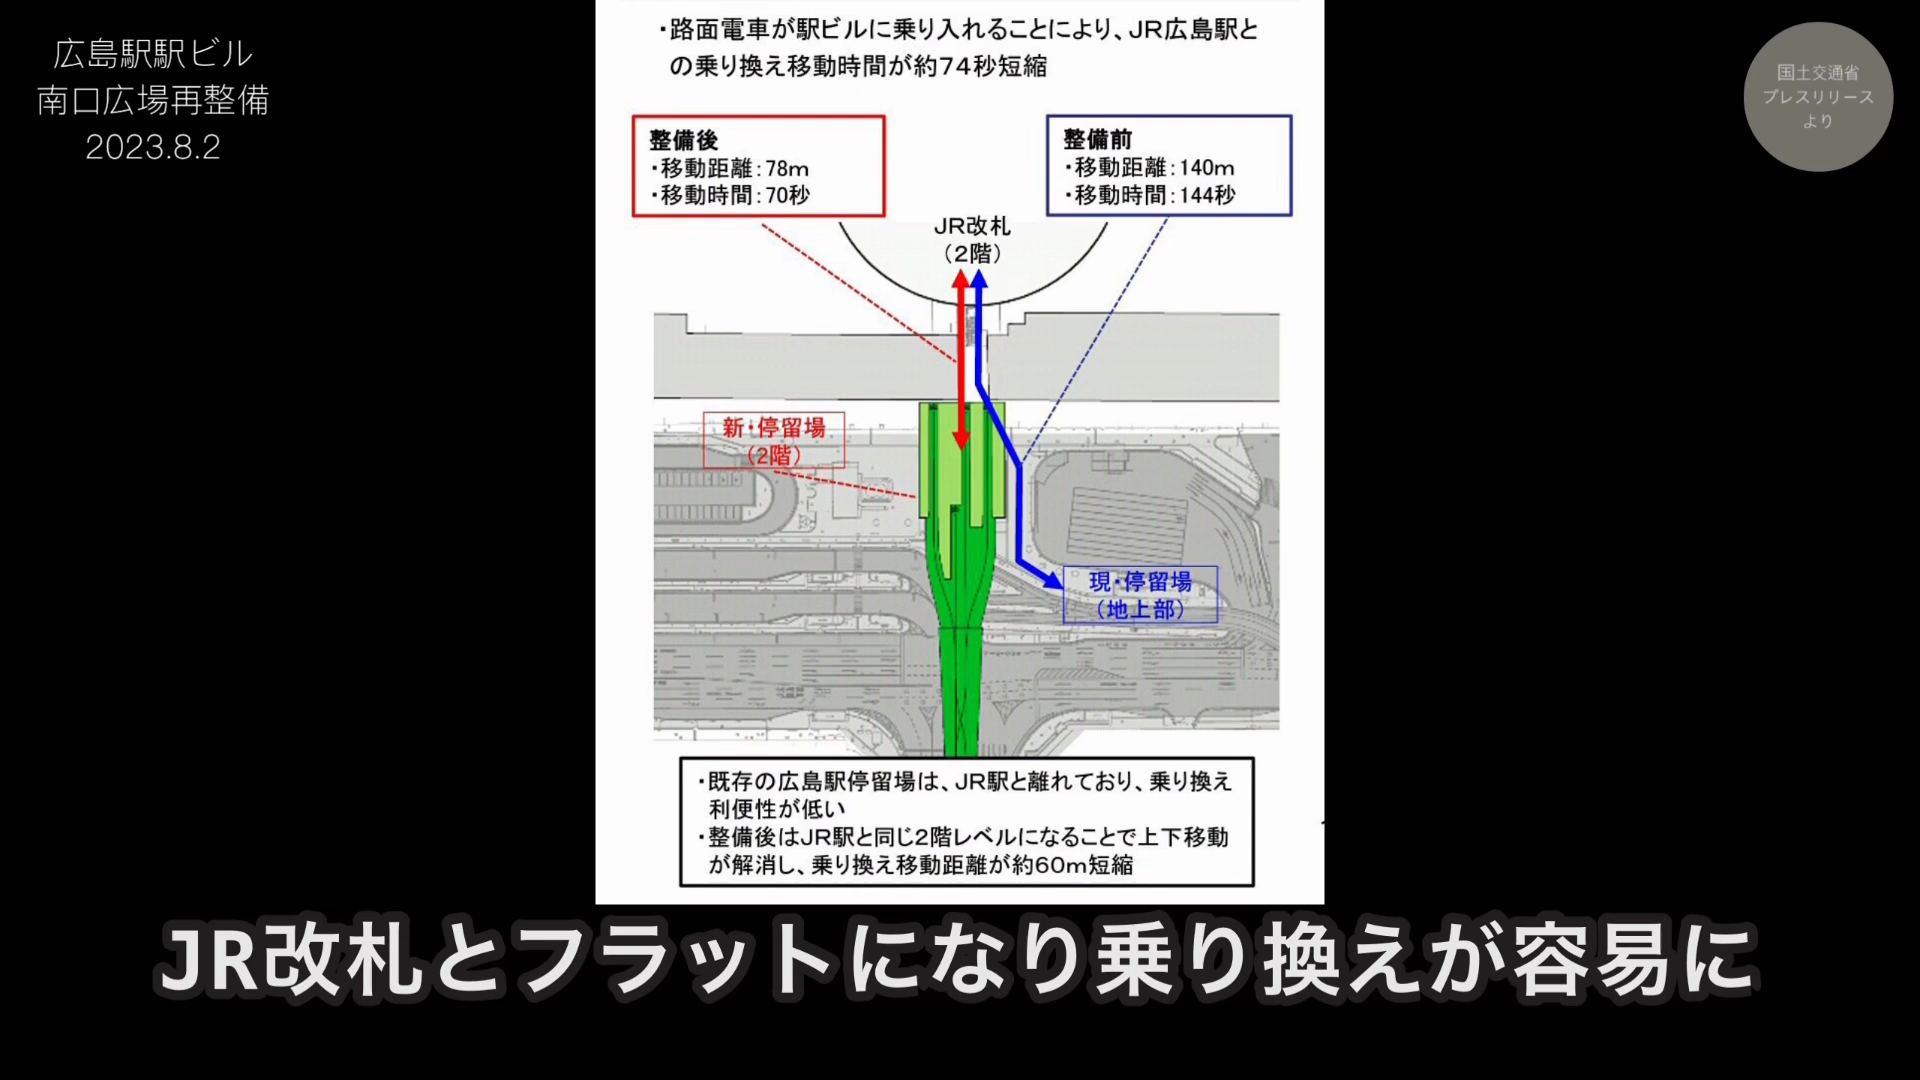 広島駅駅ビル
南口広場再整備
2023.8.2
国土交通省
プレスリリース
より
・路面電車が駅ビルに乗り入れることにより、JR広島駅と
の乗り換え移動時間が約74秒短縮
整備後
・移動距離：78m
・移動時間：70秒
整備前
・移動距離：140m
・移動時間：144秒
JR改札
（2階）
新・停留場
（2階）
現・停留場
（地上部）
・既存の広島駅停留場は、JR駅と離れており、乗り換え
利便性が低い
・整備後はJR駅と同じ2階レベルになることで上下移動
が解消し、乗り換え移動距離が約60m短縮
JR改札とフラットになり乗り換えが容易に